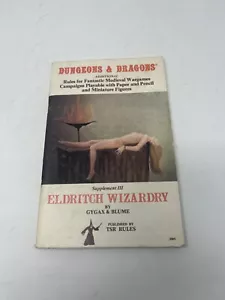 DUNGEONS & DRAGONS®
ADDITIONAL
Rules for Fantastic Medieval Wargames
Campaigns Playable with Paper and Pencil
and Miniature Figures
Supplement III
ELDRITCH WIZARDRY
BY
GYGAX & BLUME
PUBLISHED BY
TSR RULES